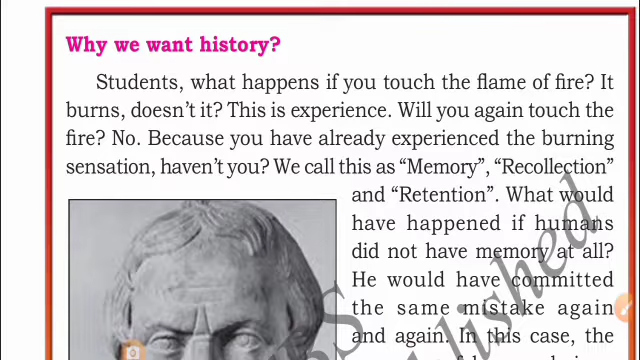 Why we want history?
Students, what happens if you touch the flame of fire? It
burns, doesn't it? This is experience. Will you again touch the
fire? No. Because you have already experienced the burning
sensation, haven't you? We call this as “Memory”, “Recollection”
and “Retention”. What would
have happened if humans
did not have memory at all?
He would have committed
the same mistake again
and again. In this case, the
published